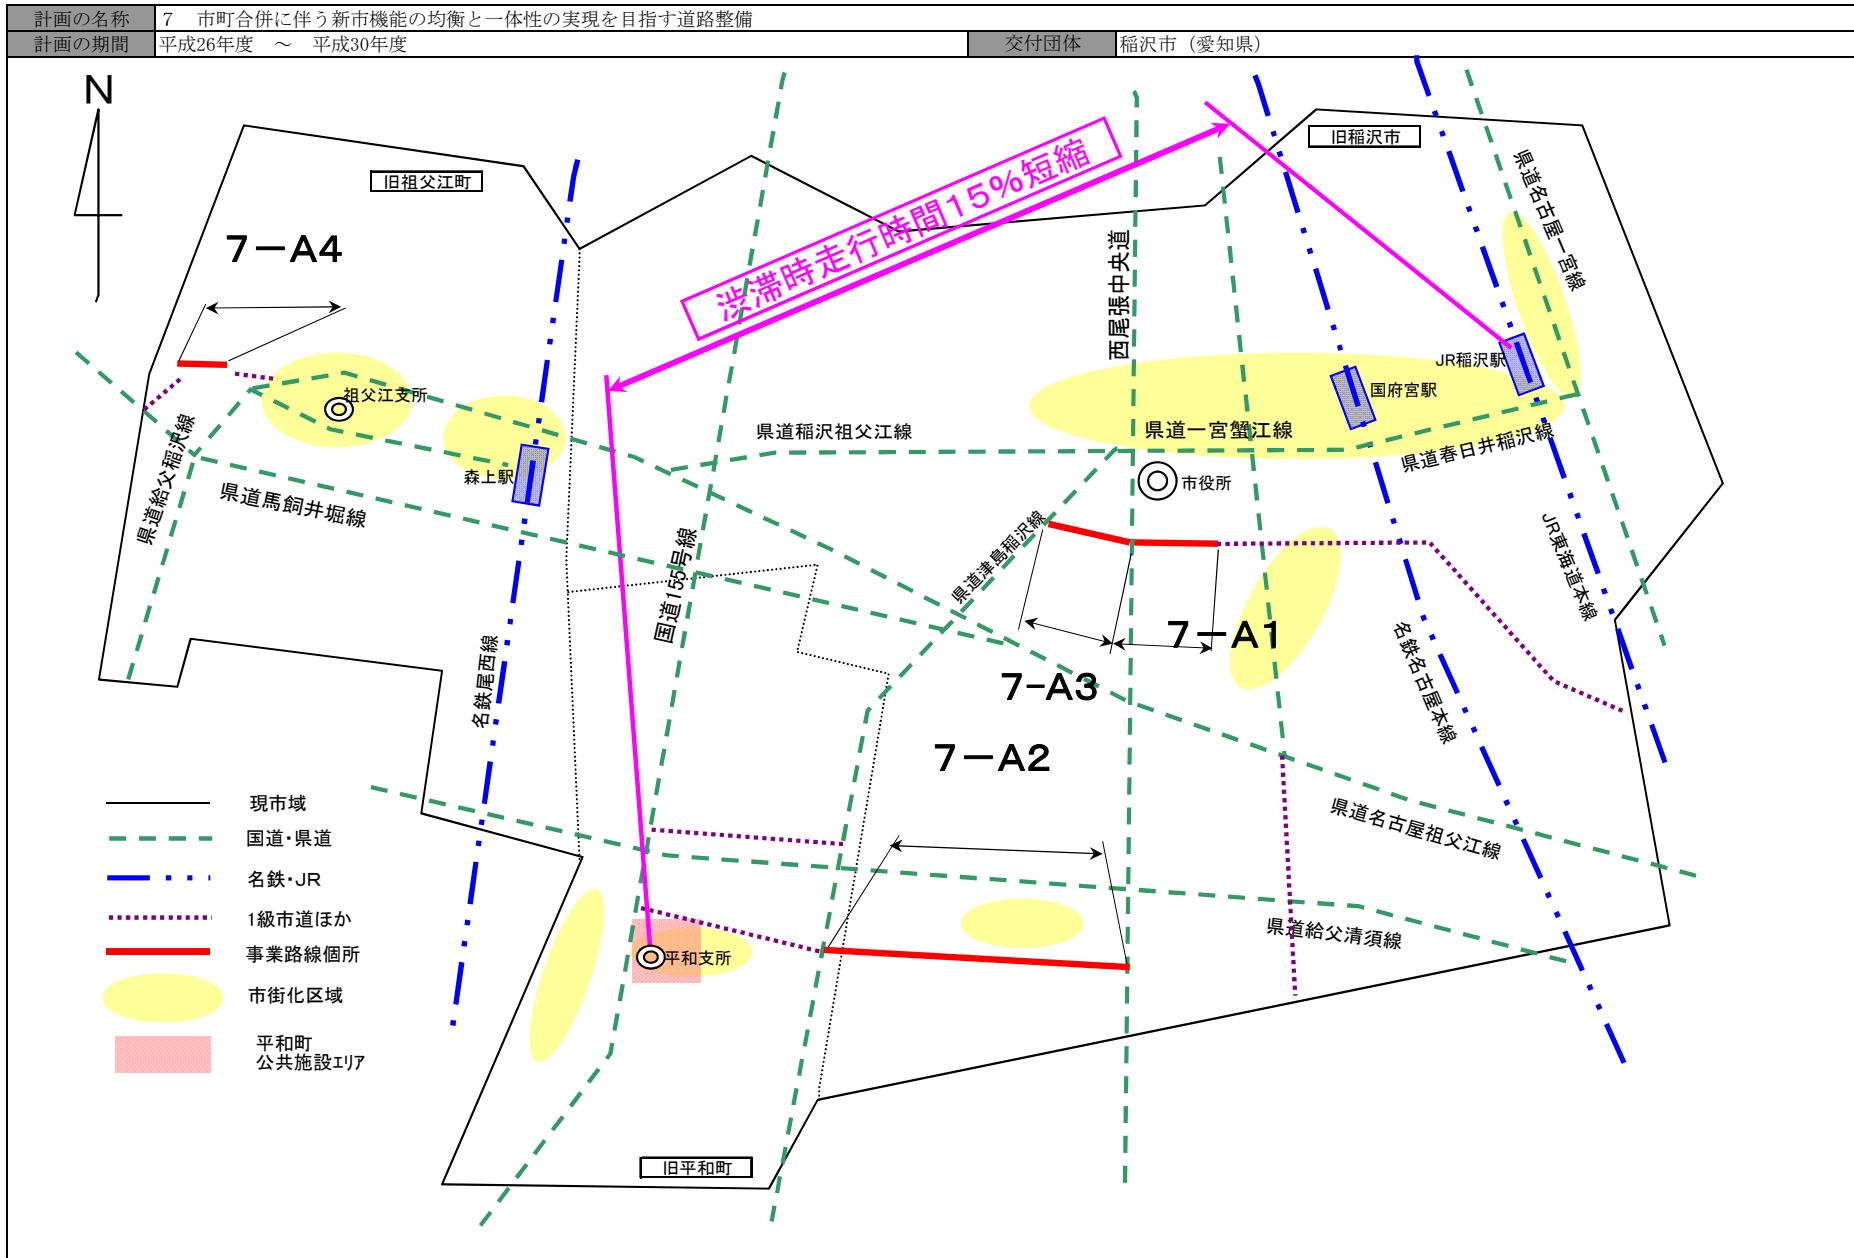 計画の名称
7　市町合併に伴う新市機能の均衡と一体性の実現を目指す道路整備
計画の期間
平成26年度　～　平成30年度
交付団体
稲沢市（愛知県）
N
旧稲沢市
旧祖父江町
県道名古屋一宮線
渋滞時走行時間15%短縮
7－A4
西尾張中央道
JR稲沢駅
国府宮駅
祖父江支所
県道稲沢祖父江線
県道一宮蟹江線
県道春日井稲沢線
森上駅
市役所
県道給父稲沢線
県道馬飼井堀線
県道津島稲沢線
国道155号線
JR東海道本線
7－A1
名鉄尾西線
名鉄名古屋本線
7-A3
7－A2
県道名古屋祖父江線
県道給父清須線
平和支所
現市域
国道・県道
名鉄・JR
1級市道ほか
事業路線個所
市街化区域
平和町
公共施設エリア
旧平和町